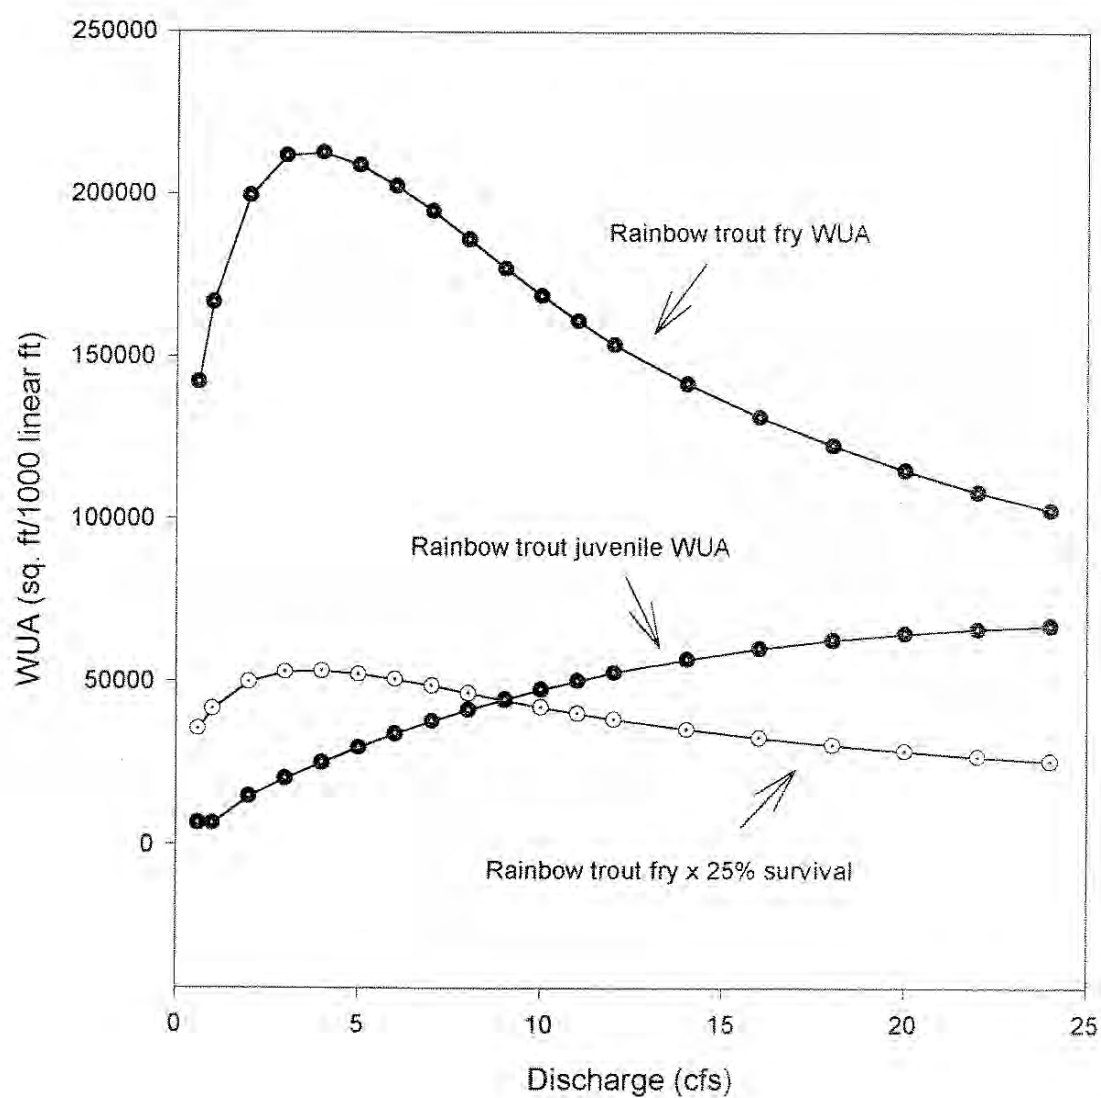 250000
200000
150000
100000
50000
0
WUA (sq. ft/1000 linear ft)
Rainbow trout fry WUA
Rainbow trout juvenile WUA
Rainbow trout fry x 25% survival
0 5 10 15 20 25
Discharge (cfs)